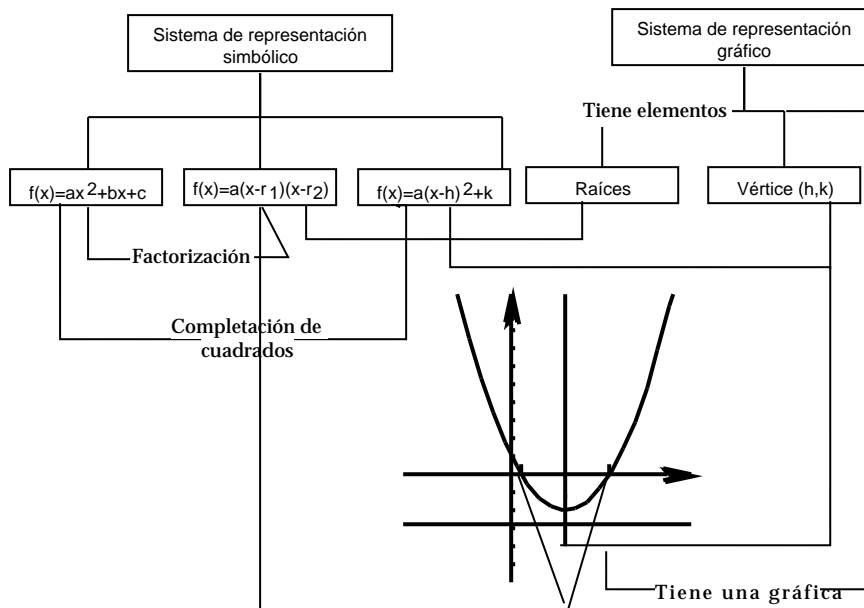 Sistema de representación
simbólico
Sistema de representación
gráfico
Tiene elementos
f(x)=ax²+bx+c
f(x)=a(x-r₁)(x-r₂)
f(x)=a(x-h)²+k
Raíces
Vértice (h,k)
Factorización
Completación de
cuadrados
Tiene una gráfica